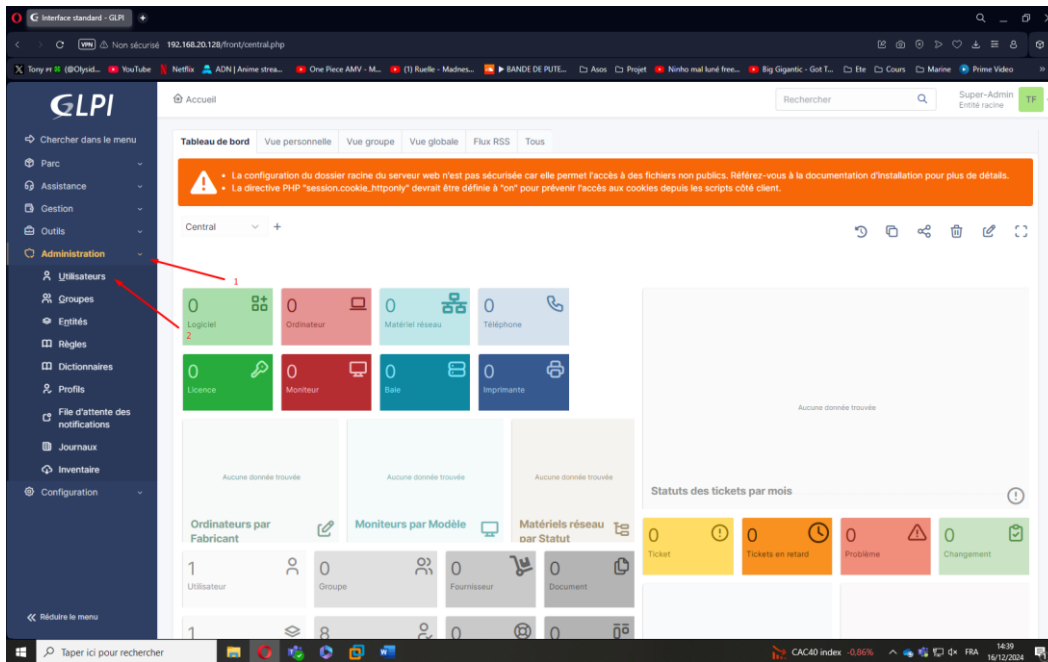 Interface standard - GLPI
VPN
Non sécurisé
192.168.20.128/front/central.php
YouTube
Netflix
ADN | Anime strea...
One Piece AMV - M...
(1) Ruelle - Madnes...
BANDE DE PUTE...
Asos
Projet
Ninho mal luné free...
Big Gigantic - Got T...
Ete
Cours
Marine
Prime Video
GLPI
Accueil
Rechercher
Super-Admin
Entité racine
TF
Chercher dans le menu
Parc
Assistance
Gestion
Outils
Administration
Utilisateurs
Groupes
Entités
Règles
Dictionnaires
Profils
File d'attente des
notifications
Journaux
Inventaire
Configuration
Réduire le menu
Tableau de bord
Vue personnelle
Vue groupe
Vue globale
Flux RSS
Tous
La configuration du dossier racine du serveur web n'est pas sécurisée car elle permet l'accès à des fichiers non publics. Référez-vous à la documentation d'installation pour plus de détails.
La directive PHP "session.cookie_httponly" devrait être définie à "on" pour prévenir l'accès aux cookies depuis les scripts côté client.
Central
1
2
0
Logiciel
0
Ordinateur
0
Matériel réseau
0
Téléphone
0
Licence
0
Moniteur
0
Baie
0
Imprimante
Aucune donnée trouvée
Statuts des tickets par mois
Aucune donnée trouvée
Ordinateurs par
Fabricant
Aucune donnée trouvée
Moniteurs par Modèle
Aucune donnée trouvée
Matériels réseau
par Statut
0
Ticket
0
Tickets en retard
0
Problème
0
Changement
1
Utilisateur
0
Groupe
0
Fournisseur
0
Document
1
8
0
0
Taper ici pour rechercher
CAC40 index -0,86%
FRA
14:39
16/12/2024